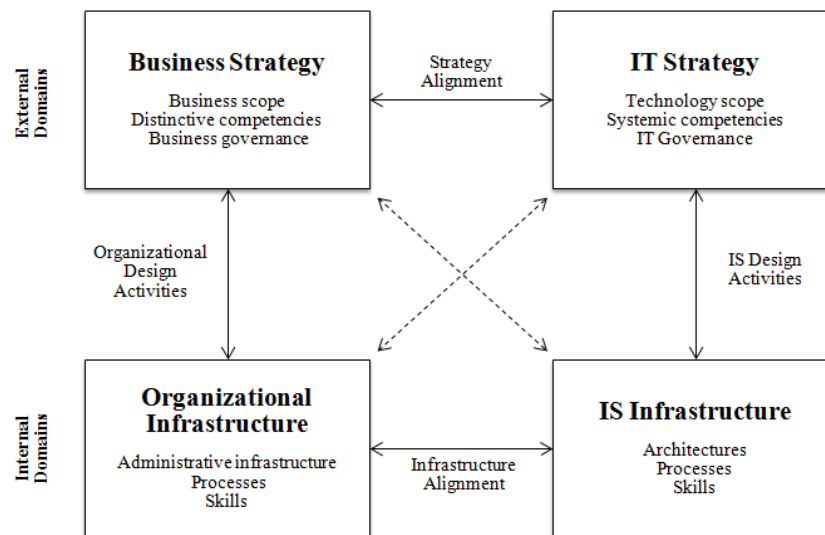 External
Domains
Business Strategy
Business scope
Distinctive competencies
Business governance
Strategy
Alignment
IT Strategy
Technology scope
Systemic competencies
IT Governance
Organizational
Design
Activities
IS Design
Activities
Internal
Domains
Organizational
Infrastructure
Administrative infrastructure
Processes
Skills
Infrastructure
Alignment
IS Infrastructure
Architectures
Processes
Skills